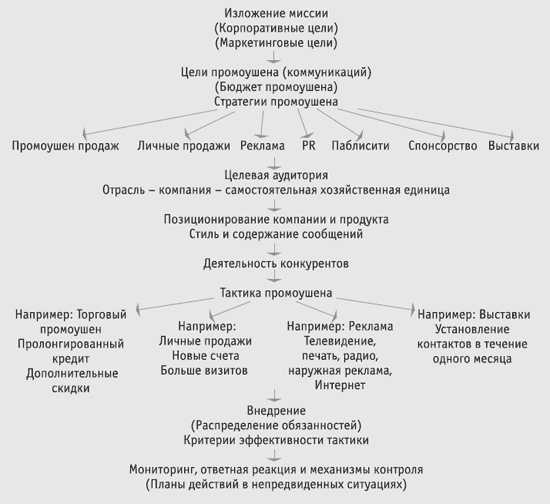 Изложение миссии
(Корпоративные цели)
(Маркетинговые цели)
Цели промоушена (коммуникаций)
(Бюджет промоушена)
Стратегии промоушена
Промоушен продаж
Личные продажи
Реклама
PR
Паблисити
Спонсорство
Выставки
Целевая аудитория
Отрасль – компания – самостоятельная хозяйственная единица
Позиционирование компании и продукта
Стиль и содержание сообщений
Деятельность конкурентов
Тактика промоушена
Например: Торговый
промоушен
Пролонгированный
кредит
Дополнительные
скидки
Например:
Личные продажи
Новые счета
Больше визитов
Например: Реклама
Телевидение,
печать, радио,
наружная реклама,
Интернет
Например: Выставки
Установление
контактов в течение
одного месяца
Внедрение
(Распределение обязанностей)
Критерии эффективности тактики
Мониторинг, ответная реакция и механизмы контроля
(Планы действий в непредвиденных ситуациях)